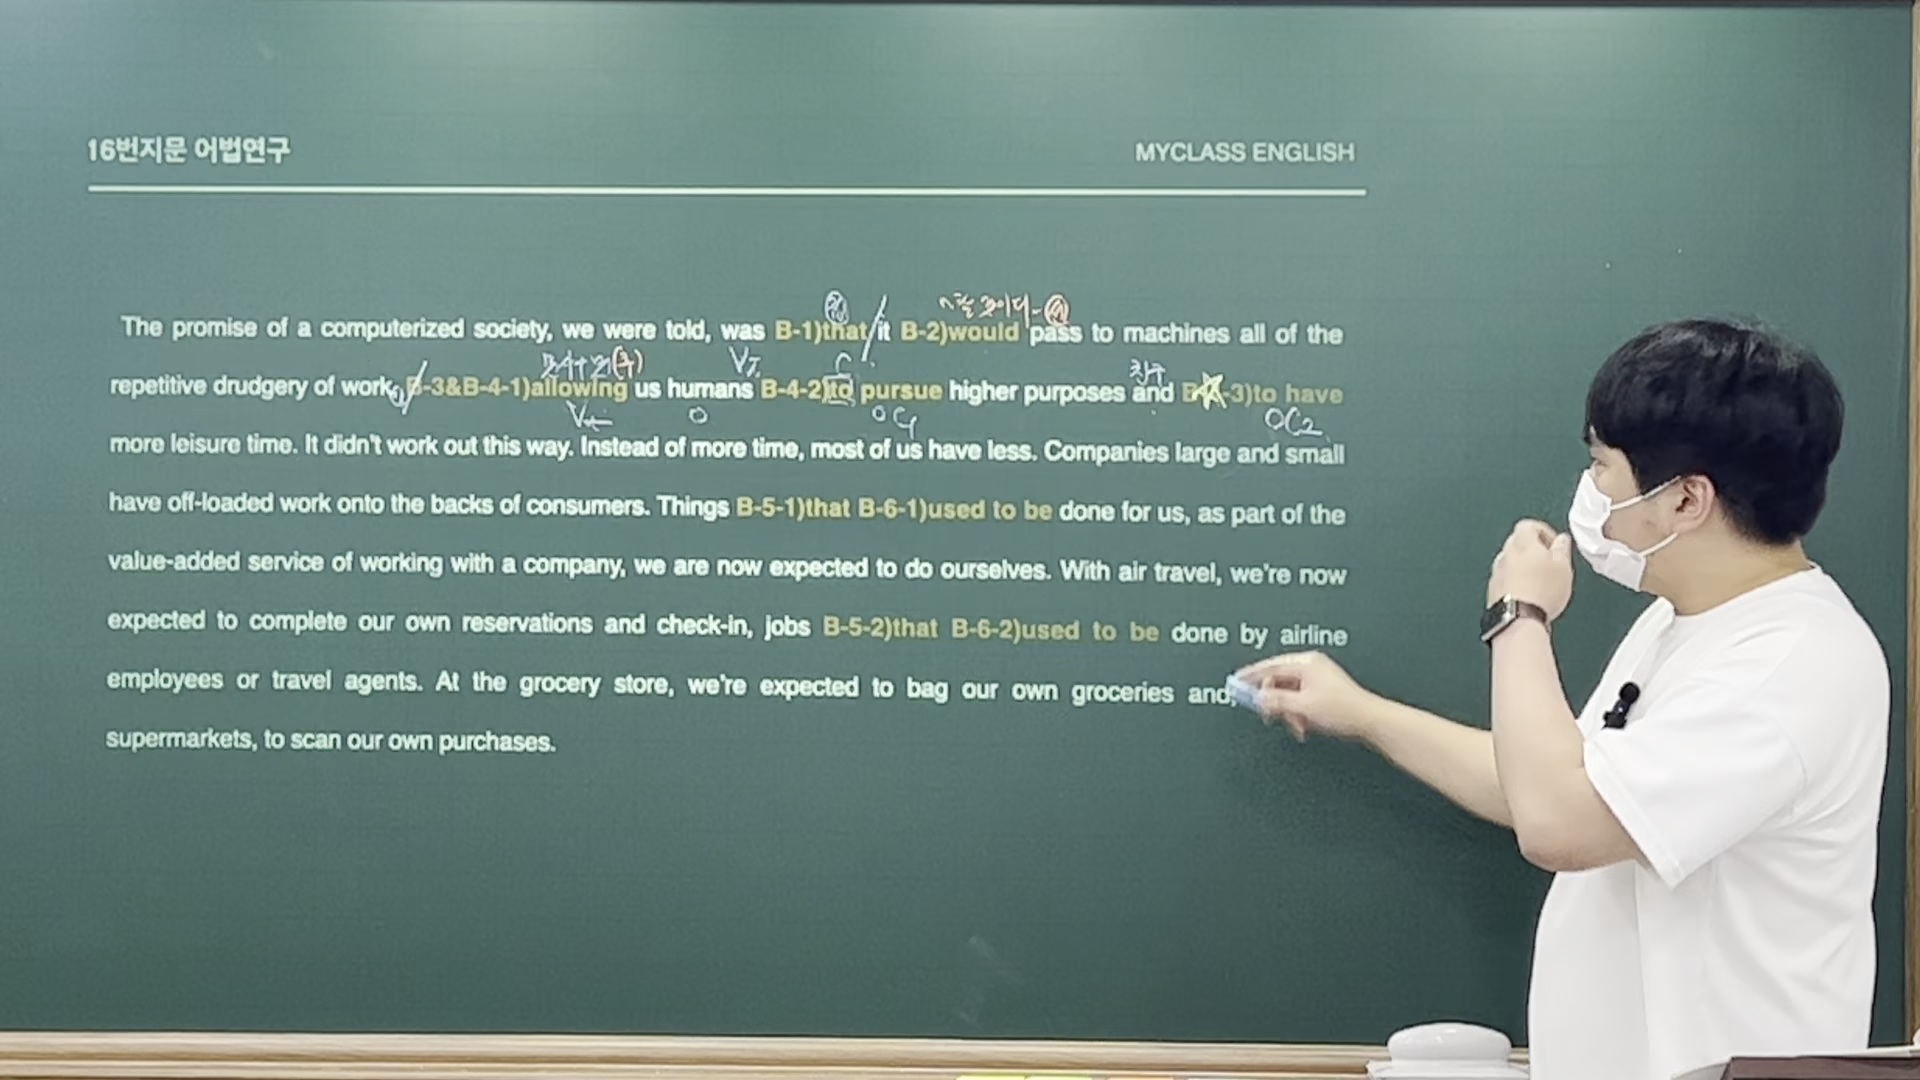 16번지문 어법연구
MYCLASS ENGLISH
The promise of a computerized society, we were told, was B-1)that it B-2)would pass to machines all of the
repetitive drudgery of work, B-3&B-4-1)allowing us humans B-4-2)to pursue higher purposes and -3)to have
O OC1 OC2
more leisure time. It didn't work out this way. Instead of more time, most of us have less. Companies large and small
have off-loaded work onto the backs of consumers. Things B-5-1)that B-6-1)used to be done for us, as part of the
value-added service of working with a company, we are now expected to do ourselves. With air travel, we're now
expected to complete our own reservations and check-in, jobs B-5-2)that B-6-2)used to be done by airline
employees or travel agents. At the grocery store, we're expected to bag our own groceries and,
supermarkets, to scan our own purchases.